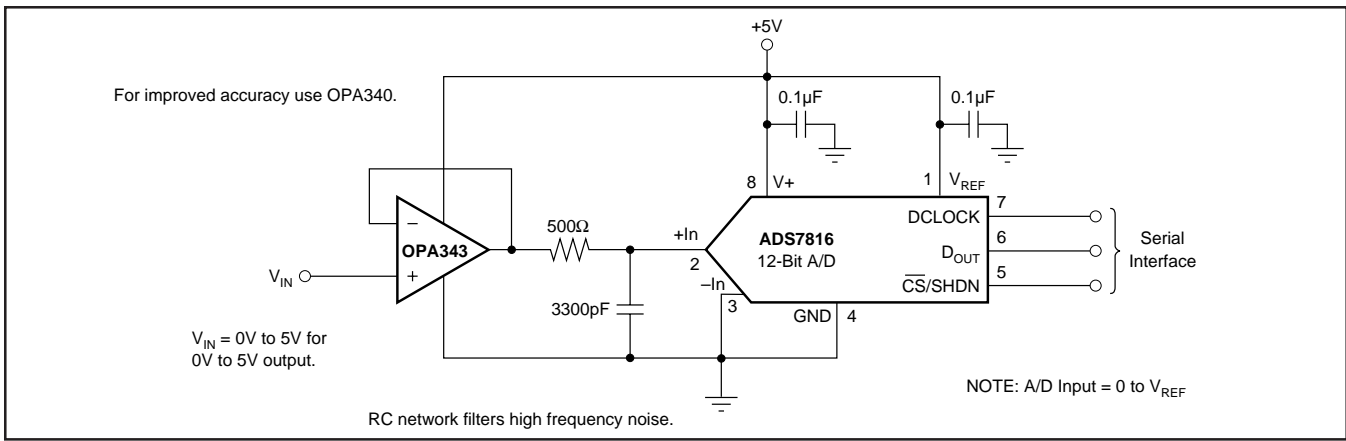 +5V
For improved accuracy use OPA340.
0.1µF
0.1µF
8
V+
1
V_REF
7
DCLOCK
–
OPA343
+
500Ω
+In
2
ADS7816
12-Bit A/D
6
D_OUT
Serial
Interface
V_IN
3300pF
–In
3
5
CS/SHDN
GND
4
V_IN = 0V to 5V for
0V to 5V output.
NOTE: A/D Input = 0 to V_REF
RC network filters high frequency noise.